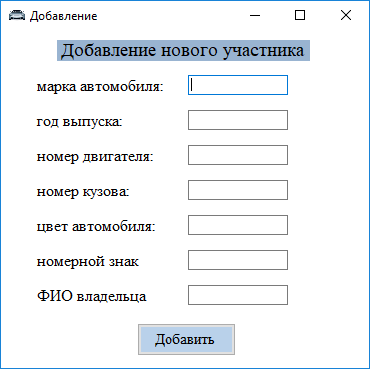 Добавление
Добавление нового участника
марка автомобиля:
год выпуска:
номер двигателя:
номер кузова:
цвет автомобиля:
номерной знак
ФИО владельца
Добавить